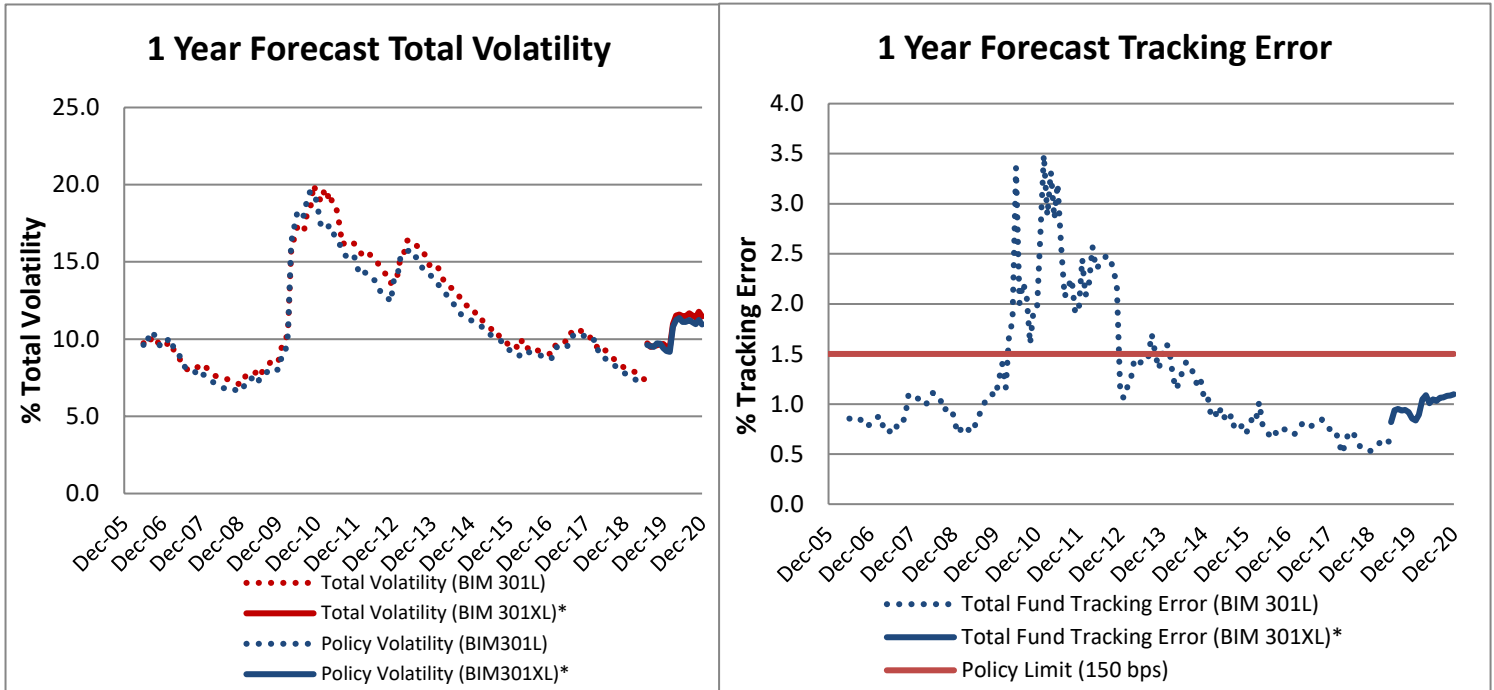 1 Year Forecast Total Volatility
% Total Volatility
25.0
20.0
15.0
10.0
5.0
0.0
Dec-05
Dec-06
Dec-07
Dec-08
Dec-09
Dec-10
Dec-11
Dec-12
Dec-13
Dec-14
Dec-15
Dec-16
Dec-17
Dec-18
Dec-19
Dec-20
Total Volatility (BIM 301L)
Total Volatility (BIM 301XL)*
Policy Volatility (BIM301L)
Policy Volatility (BIM301XL)*
1 Year Forecast Tracking Error
% Tracking Error
4.0
3.5
3.0
2.5
2.0
1.5
1.0
0.5
0.0
Dec-05
Dec-06
Dec-07
Dec-08
Dec-09
Dec-10
Dec-11
Dec-12
Dec-13
Dec-14
Dec-15
Dec-16
Dec-17
Dec-18
Dec-19
Dec-20
Total Fund Tracking Error (BIM 301L)
Total Fund Tracking Error (BIM 301XL)*
Policy Limit (150 bps)